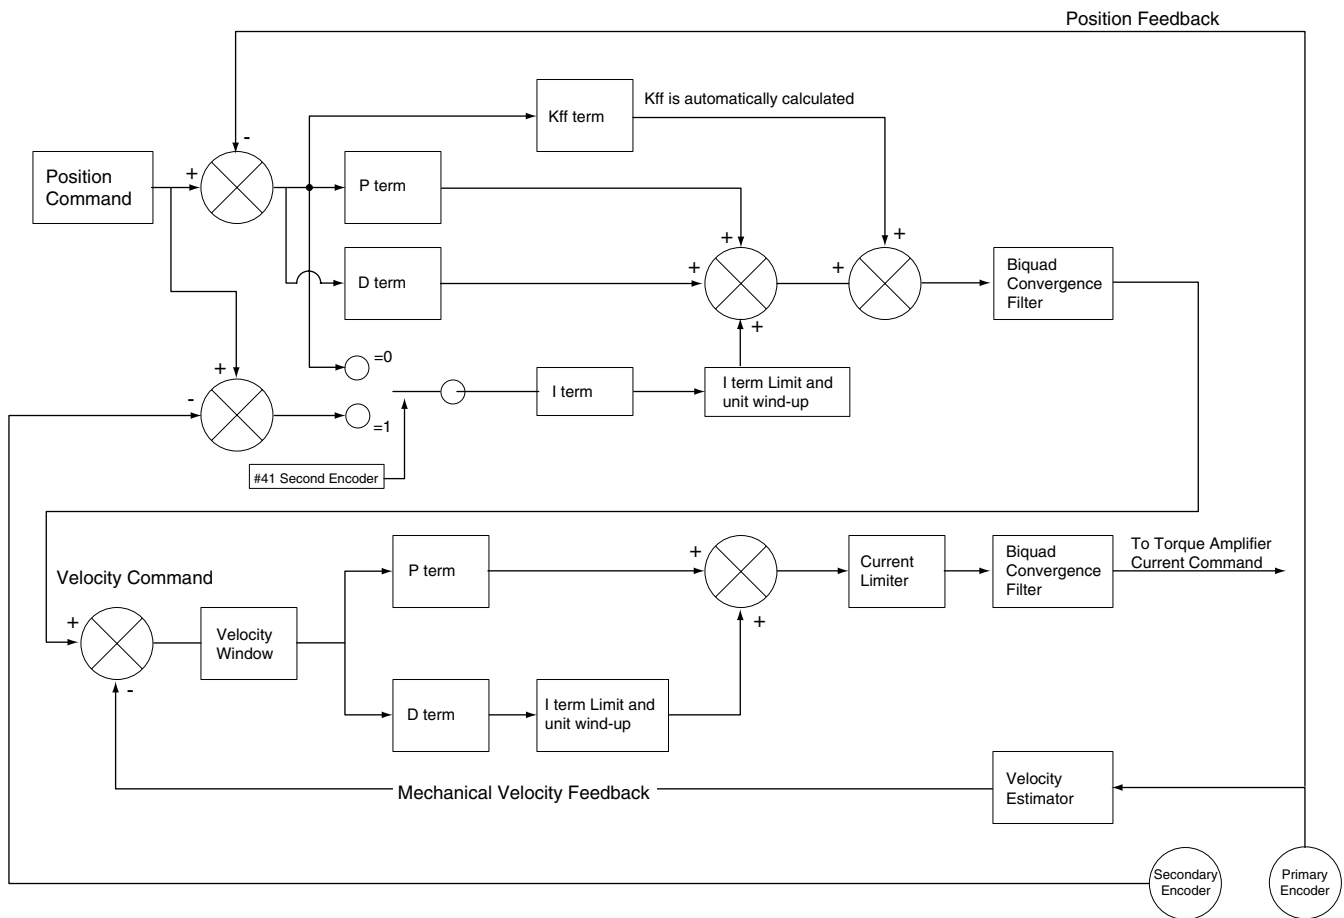 Position Feedback
Kff term
Kff is automatically calculated
-
Position
Command
+
P term
+
+
+
+
D term
Biquad
Convergence
Filter
+
=0
+
-
I term
I term Limit and
unit wind-up
=1
#41 Second Encoder
P term
+
Current
Limiter
Biquad
Convergence
Filter
To Torque Amplifier
Current Command
Velocity Command
+
Velocity
Window
+
-
D term
I term Limit and
unit wind-up
Mechanical Velocity Feedback
Velocity
Estimator
Secondary
Encoder
Primary
Encoder